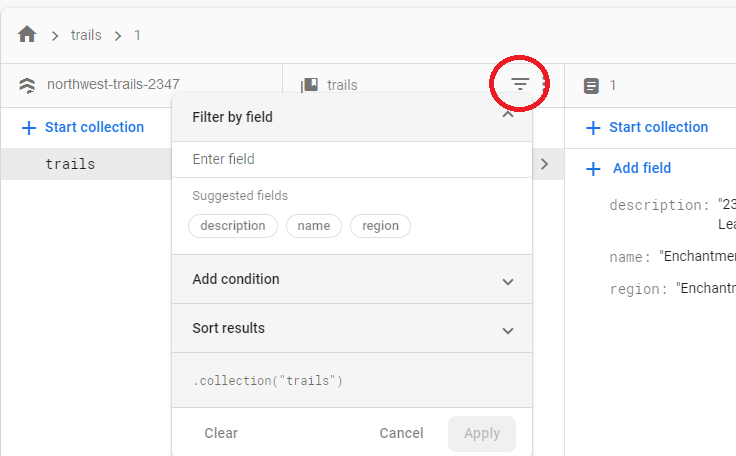 trails
1
northwest-trails-2347
trails
1
Start collection
trails
Filter by field
Enter field
Suggested fields
description
name
region
Add condition
Sort results
.collection("trails")
Clear
Cancel
Apply
Start collection
Add field
description: "23
Lea
name: "Enchantme
region: "Enchantm